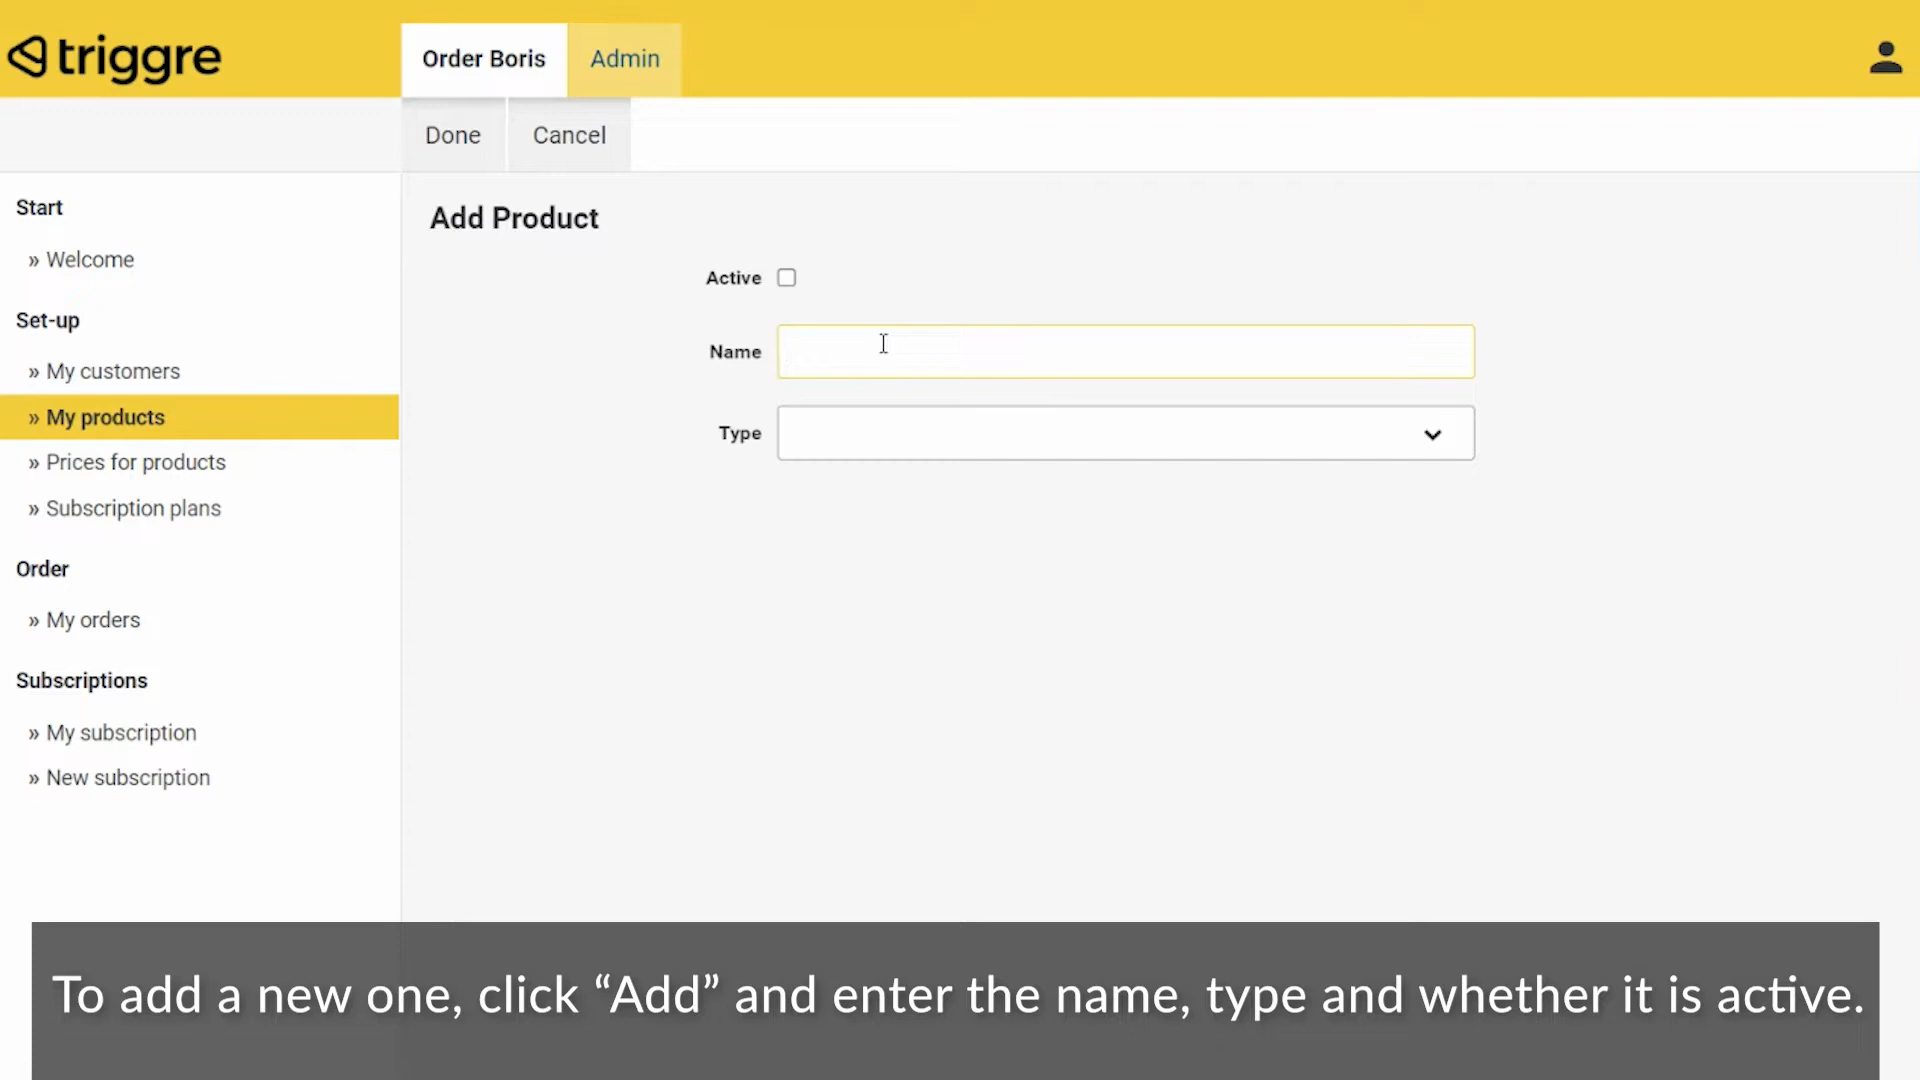 triggre
Order Boris
Admin
Done
Cancel
Start
» Welcome
Set-up
» My customers
» My products
» Prices for products
» Subscription plans
Order
» My orders
Subscriptions
» My subscription
» New subscription
Add Product
Active
Name
Type
To add a new one, click “Add” and enter the name, type and whether it is active.